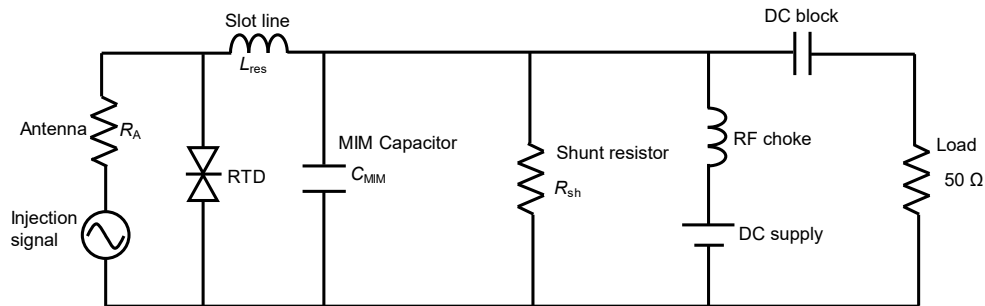 Slot line
L_res
DC block
Antenna
R_A
MIM Capacitor
C_MIM
RTD
Shunt resistor
R_sh
RF choke
Load
50 Ω
Injection
signal
DC supply